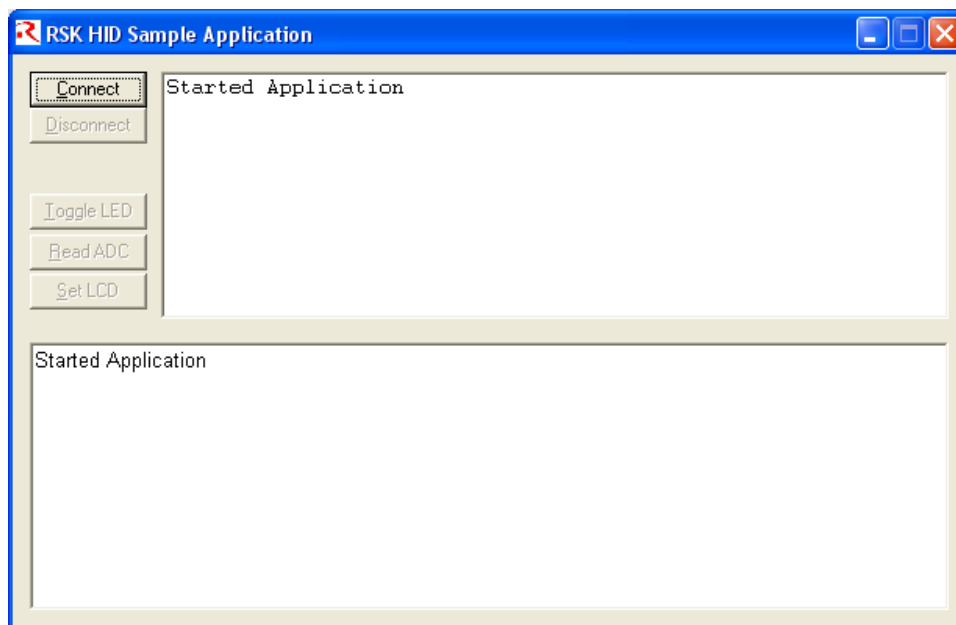 RSK HID Sample Application
Connect
Started Application
Disconnect
Toggle LED
Read ADC
Set LCD
Started Application